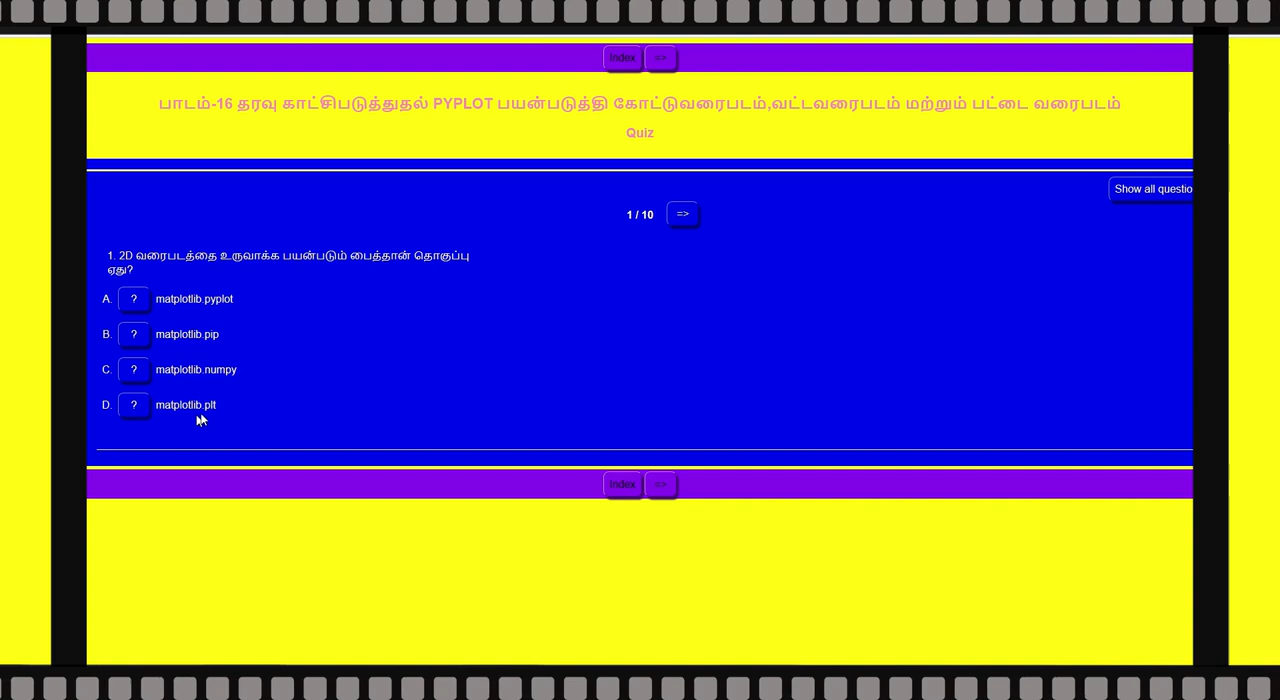 Index =>
பாடம்-16 தரவு காட்சிபடுத்துதல் PYPLOT பயன்படுத்தி கோட்டுவரைபடம்,வட்டவரைபடம் மற்றும் பட்டை வரைபடம்
Quiz
Show all questio
1 / 10 =>
1. 2D வரைபடத்தை உருவாக்க பயன்படும் பைத்தான் தொகுப்பு
ஏது?
A. ? matplotlib.pyplot
B. ? matplotlib.pip
C. ? matplotlib.numpy
D. ? matplotlib.plt
Index =>